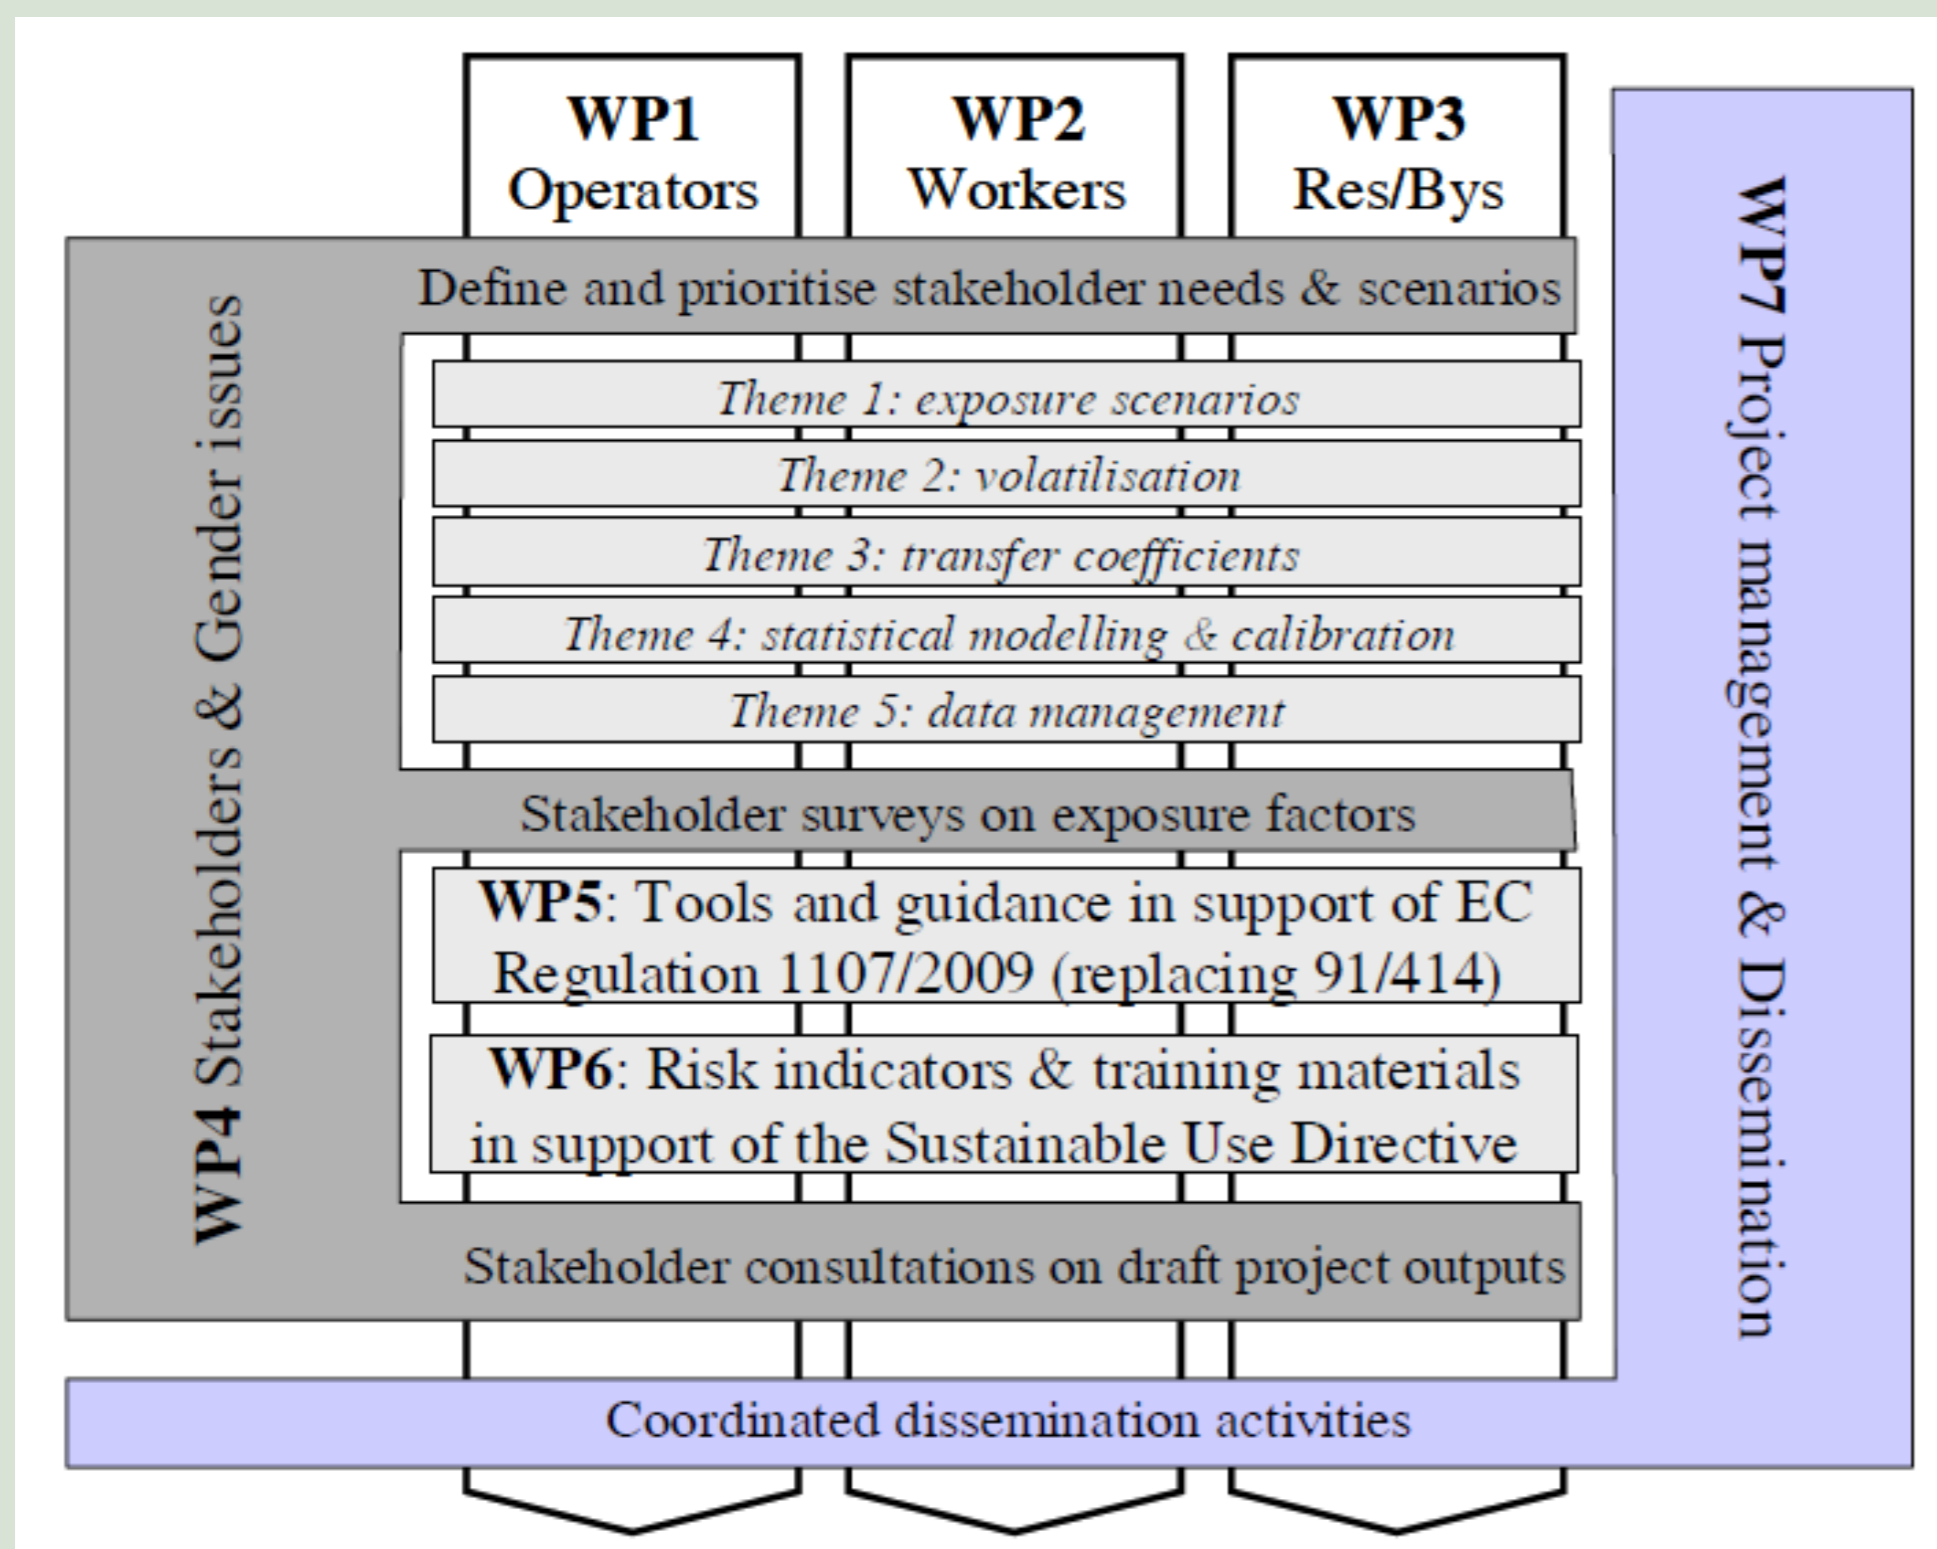 WP1
Operators
WP2
Workers
WP3
Res/Bys
Define and prioritise stakeholder needs & scenarios
Theme 1: exposure scenarios
Theme 2: volatilisation
Theme 3: transfer coefficients
Theme 4: statistical modelling & calibration
Theme 5: data management
Stakeholder surveys on exposure factors
WP5: Tools and guidance in support of EC
Regulation 1107/2009 (replacing 91/414)
WP6: Risk indicators & training materials
in support of the Sustainable Use Directive
Stakeholder consultations on draft project outputs
WP4 Stakeholders & Gender issues
WP7 Project management & Dissemination
Coordinated dissemination activities